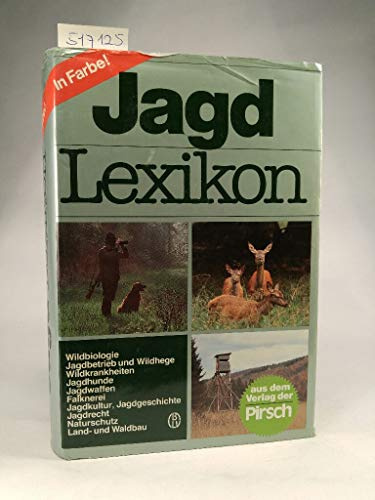 517125
In Farbe!
Jagd
Lexikon
Wildbiologie
Jagdbetrieb und Wildhege
Wildkrankheiten
Jagdhunde
Jagdwaffen
Falknerei
Jagdkultur, Jagdgeschichte
Jagdrecht
Naturschutz
Land- und Waldbau
BLV
aus dem
Verlag der
Pirsch